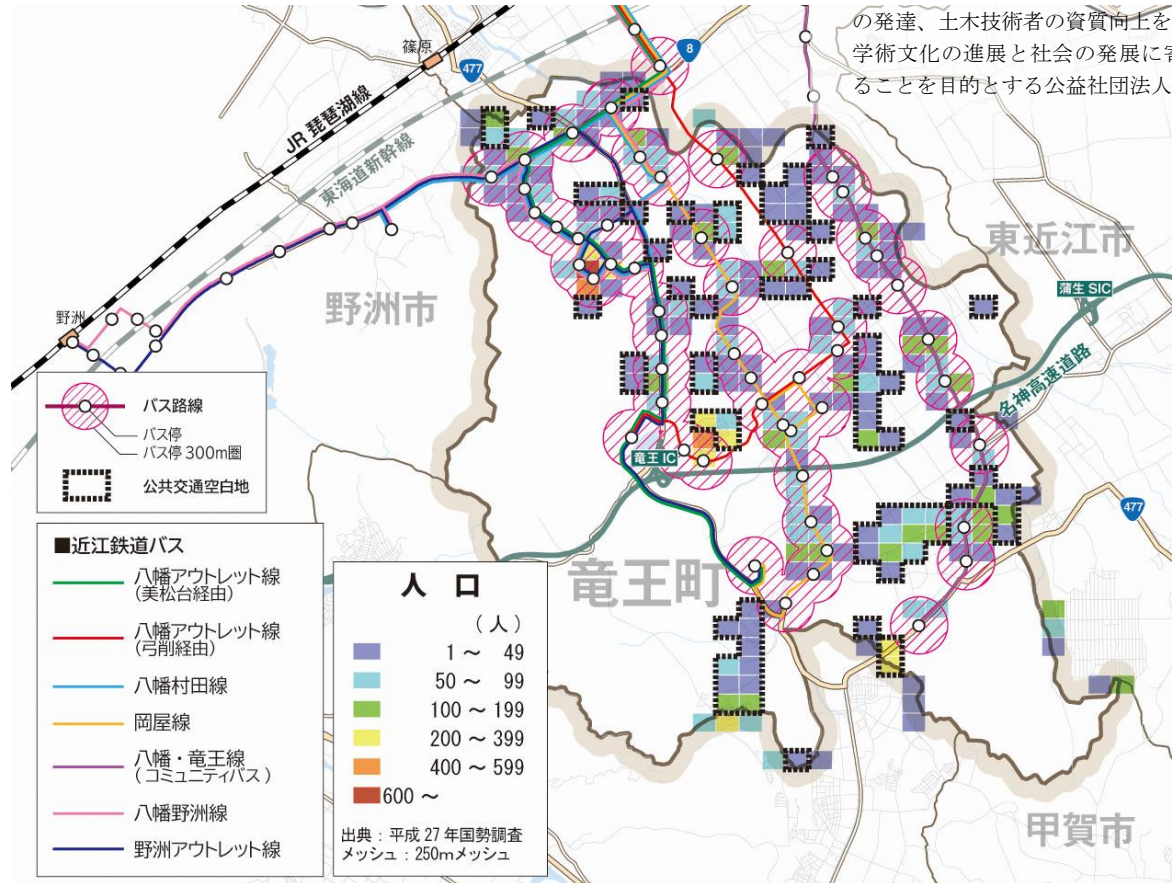 の発達、土木技術者の資質向上を
学術文化の進展と社会の発展に寄
ることを目的とする公益社団法人
篠原
477
8
JR 琵琶湖線
東海道新幹線
東近江市
蒲生 SIC
野洲市
野洲
名神高速道路
竜王 IC
477
竜王町
甲賀市
バス路線
バス停
バス停 300m圏
公共交通空白地
■近江鉄道バス
八幡アウトレット線
(美松台経由)
八幡アウトレット線
(弓削経由)
八幡村田線
岡屋線
八幡・竜王線
(コミュニティバス)
八幡野洲線
野洲アウトレット線
人 口
(人)
1 ～ 49
50 ～ 99
100 ～ 199
200 ～ 399
400 ～ 599
600 ～
出典：平成 27 年国勢調査
メッシュ：250mメッシュ